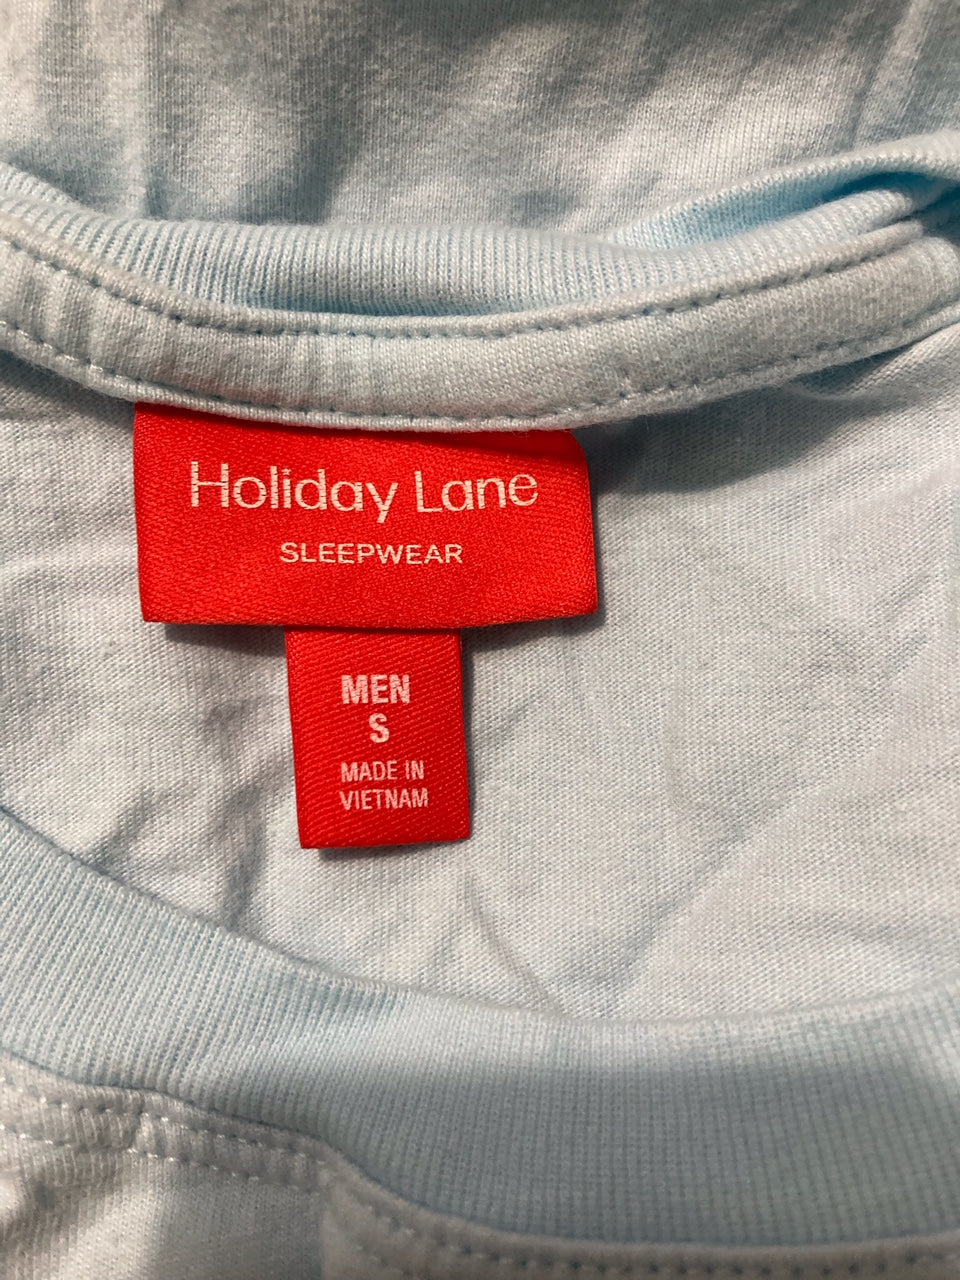 Holiday Lane
SLEEPWEAR
MEN
S
MADE IN
VIETNAM